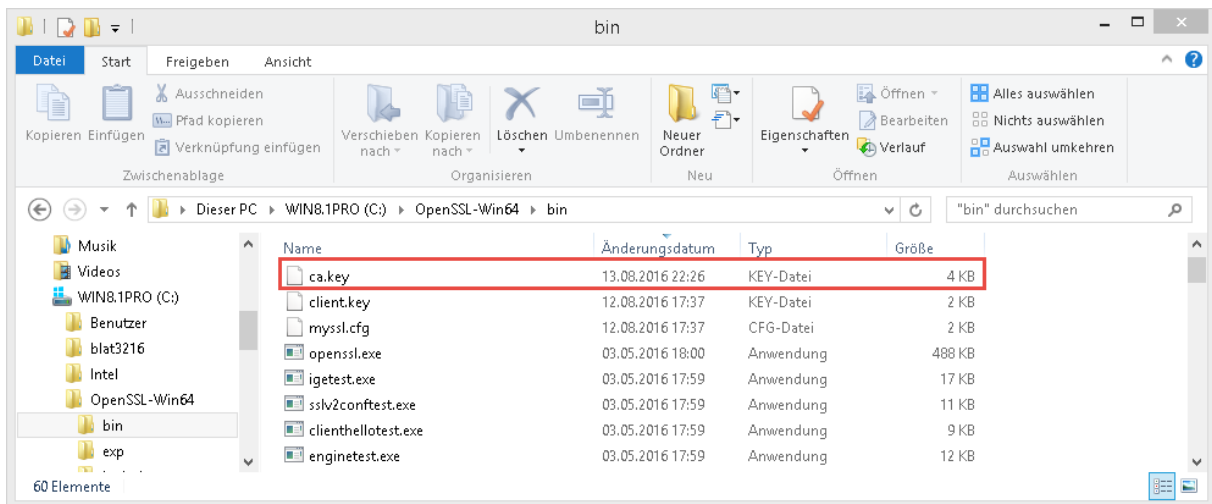 bin
Datei Start Freigeben Ansicht
Kopieren Einfügen
Ausschneiden
Pfad kopieren
Verknüpfung einfügen
Zwischenablage
Verschieben nach
Kopieren nach
Löschen
Umbenennen
Organisieren
Neuer Ordner
Neu
Eigenschaften
Öffnen
Bearbeiten
Verlauf
Öffnen
Alles auswählen
Nichts auswählen
Auswahl umkehren
Auswählen
Dieser PC WIN8.1PRO (C:) OpenSSL-Win64 bin
"bin" durchsuchen
Musik
Videos
WIN8.1PRO (C:)
Benutzer
blat3216
Intel
OpenSSL-Win64
bin
exp
Name Änderungsdatum Typ Größe
ca.key 13.08.2016 22:26 KEY-Datei 4 KB
client.key 12.08.2016 17:37 KEY-Datei 2 KB
myssl.cfg 12.08.2016 17:37 CFG-Datei 2 KB
openssl.exe 03.05.2016 18:00 Anwendung 488 KB
igetest.exe 03.05.2016 17:59 Anwendung 17 KB
sslv2conftest.exe 03.05.2016 17:59 Anwendung 11 KB
clienthellotest.exe 03.05.2016 17:59 Anwendung 9 KB
enginetest.exe 03.05.2016 17:59 Anwendung 12 KB
60 Elemente